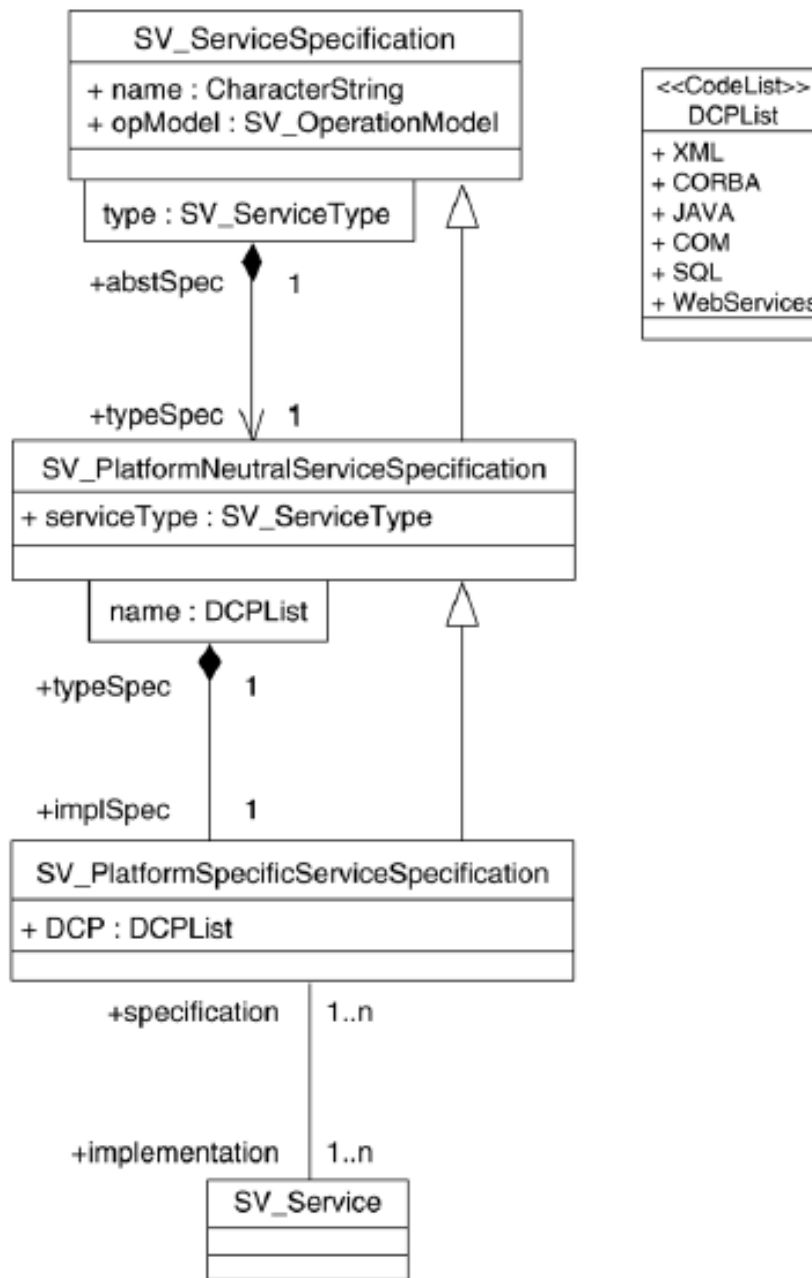 SV_ServiceSpecification
+ name : CharacterString
+ opModel : SV_OperationModel
type : SV_ServiceType
+abstSpec 1
+typeSpec 1
SV_PlatformNeutralServiceSpecification
+ serviceType : SV_ServiceType
name : DCPList
+typeSpec 1
+implSpec 1
SV_PlatformSpecificServiceSpecification
+ DCP : DCPList
+specification 1..n
+implementation 1..n
SV_Service
<<CodeList>>
DCPList
+ XML
+ CORBA
+ JAVA
+ COM
+ SQL
+ WebServices